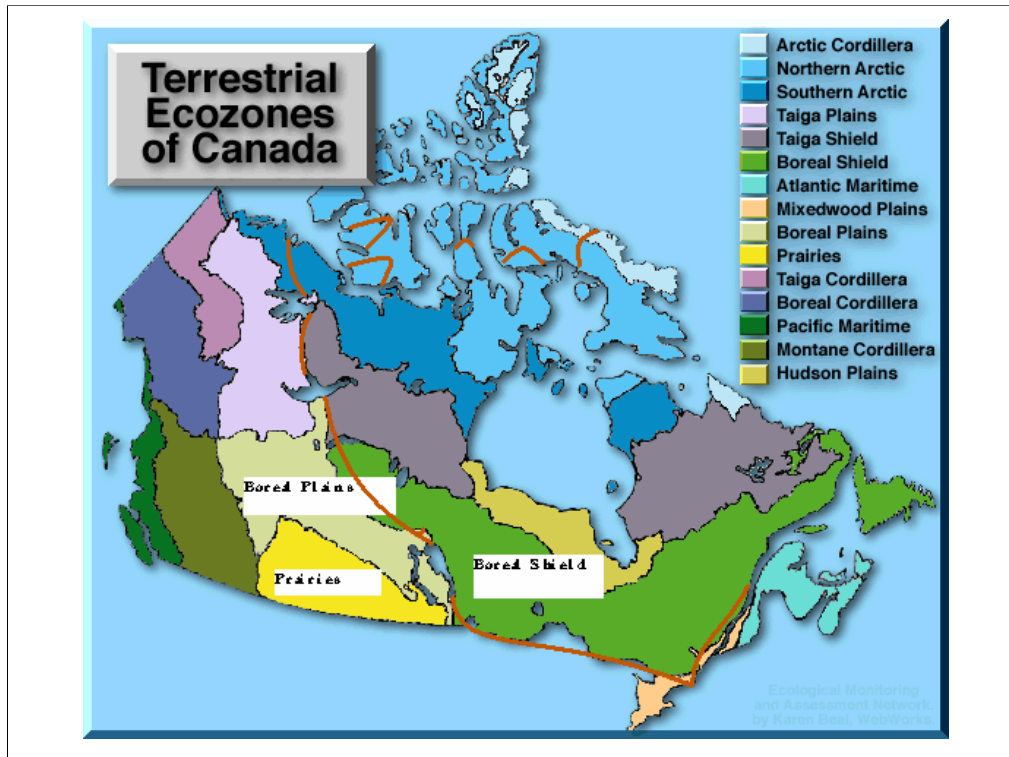 Terrestrial
Ecozones
of Canada
Arctic Cordillera
Northern Arctic
Southern Arctic
Taiga Plains
Taiga Shield
Boreal Shield
Atlantic Maritime
Mixedwood Plains
Boreal Plains
Prairies
Taiga Cordillera
Boreal Cordillera
Pacific Maritime
Montane Cordillera
Hudson Plains
Boreal Plains
Prairies
Boreal Shield
Ecological Monitoring
and Assessment Network
by Karen Beal, WebWorks.